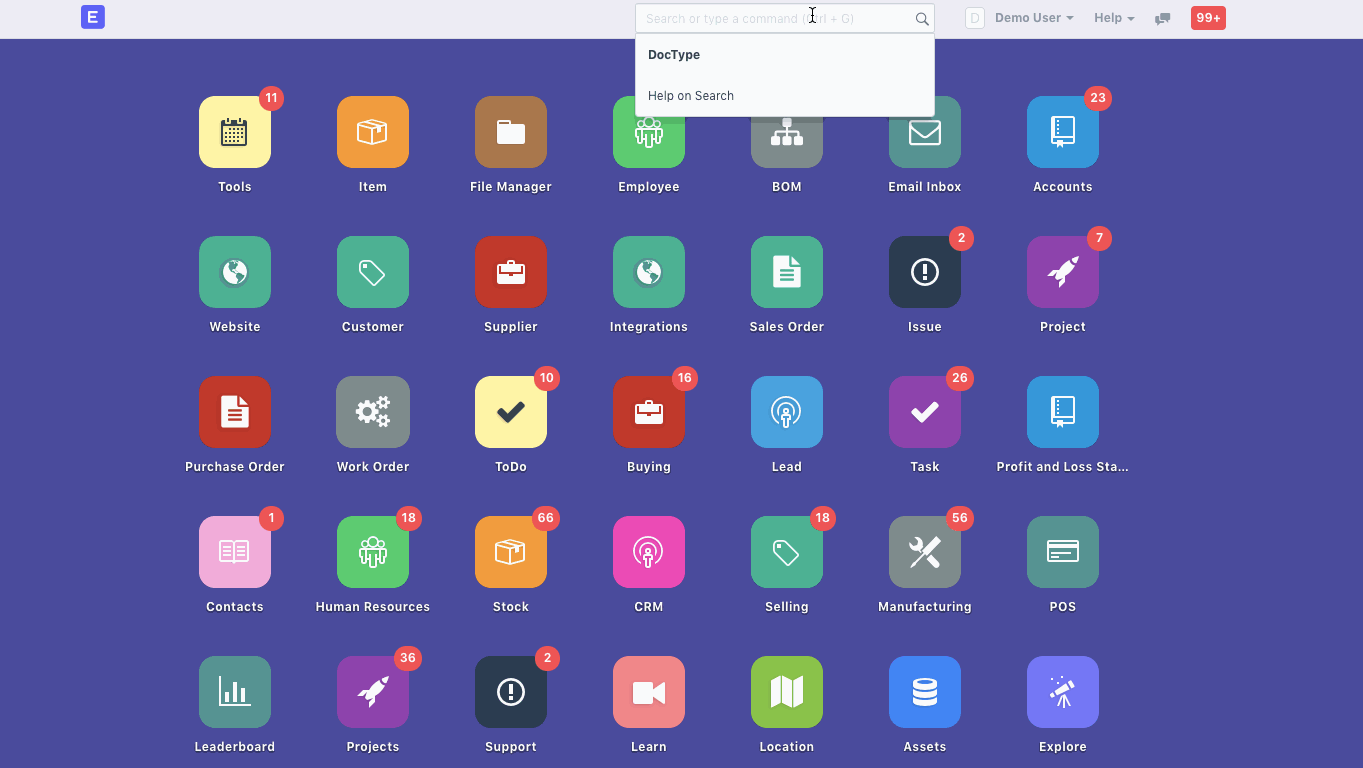 E
Search or type a command (Ctrl + G)
D
Demo User
Help
99+
DocType
Help on Search
11
23
Tools
Item
File Manager
Employee
BOM
Email Inbox
Accounts
2
7
Website
Customer
Supplier
Integrations
Sales Order
Issue
Project
10
16
26
Purchase Order
Work Order
ToDo
Buying
Lead
Task
Profit and Loss Sta...
1
18
66
18
56
Contacts
Human Resources
Stock
CRM
Selling
Manufacturing
POS
36
2
Leaderboard
Projects
Support
Learn
Location
Assets
Explore